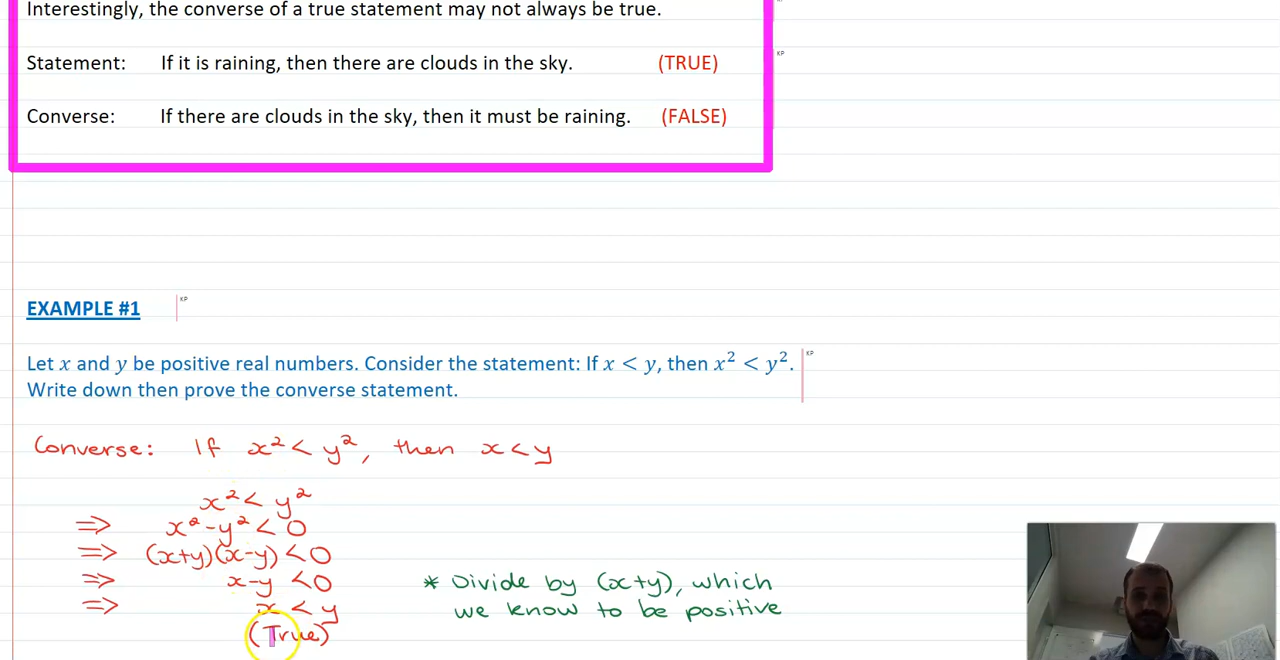 Interestingly, the converse of a true statement may not always be true.
KP
Statement: If it is raining, then there are clouds in the sky. (TRUE)
Converse: If there are clouds in the sky, then it must be raining. (FALSE)
EXAMPLE #1 KP
Let x and y be positive real numbers. Consider the statement: If x < y, then x² < y². KP
Write down then prove the converse statement.
Converse: If x² < y², then x < y
x² < y²
⇒ x² - y² < 0
⇒ (x+y)(x-y) < 0
⇒ x-y < 0 * Divide by (x+y), which
⇒ x < y we know to be positive
(True)